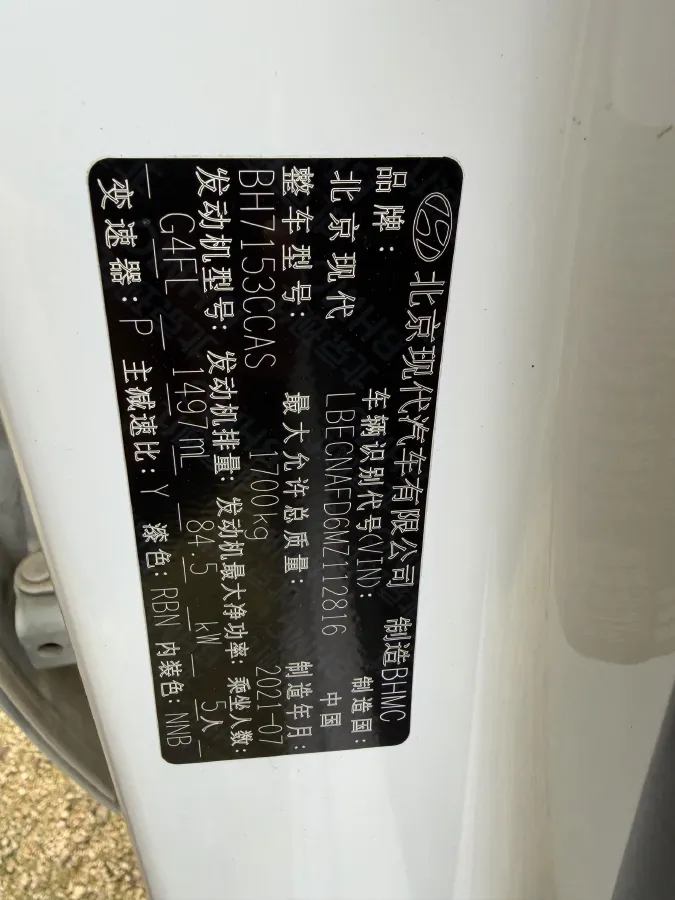 北京现代汽车有限公司 制造BHMC
品牌: 车辆识别代号(VIN): 制造国:
北京现代 LBECNAFD6MZ112816 中国
整车型号: 最大允许总质量: 制造年月:
BH7153CCAS 1700kg 2021-07
发动机型号: 发动机排量: 发动机最大净功率: 乘坐人数:
G4FL 1497mL 84.5 kW 5人
变速器: P 主减速比: Y 漆色: RBN 内装色: NNB